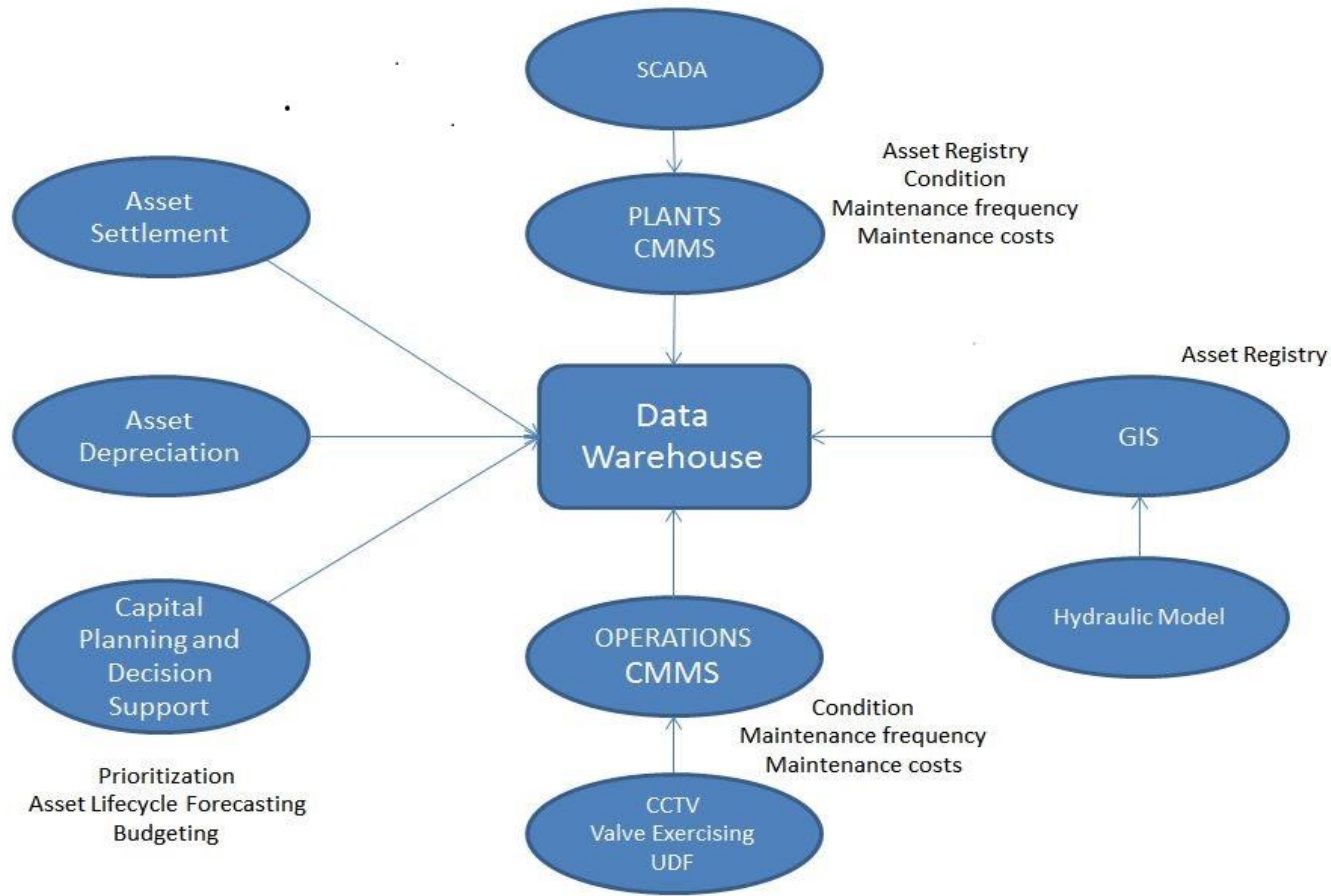 SCADA
Asset Registry
Condition
Maintenance frequency
Maintenance costs
PLANTS
CMMS
Asset
Settlement
Asset Registry
Asset
Depreciation
Data
Warehouse
GIS
Capital
Planning and
Decision
Support
OPERATIONS
CMMS
Hydraulic Model
Condition
Maintenance frequency
Maintenance costs
Prioritization
Asset Lifecycle Forecasting
Budgeting
CCTV
Valve Exercising
UDF